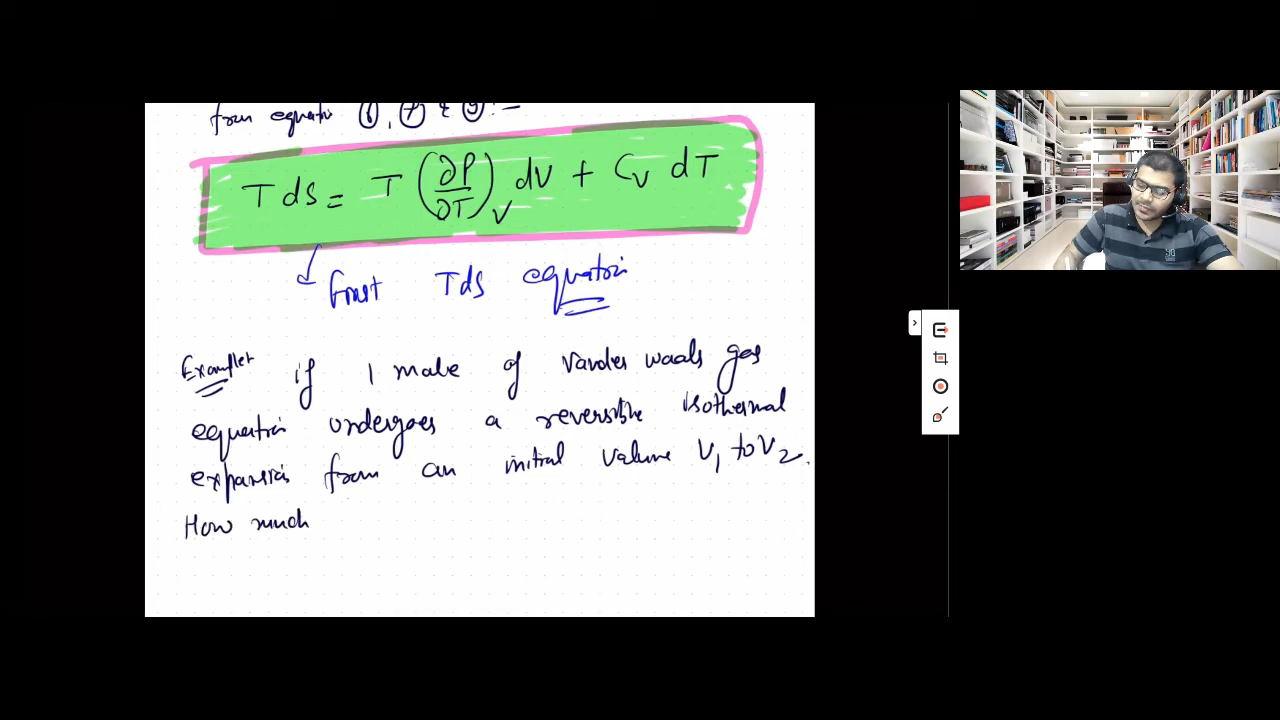 from equation ⑥, ⑦ & ⑨ : -
T ds = T (∂P/∂T)_V dV + C_V dT
First Tds equation
Example:- if 1 mole of Vander waals gas
equation undergoes a reversible isothermal
expansion from an initial volume V₁ to V₂.
How much